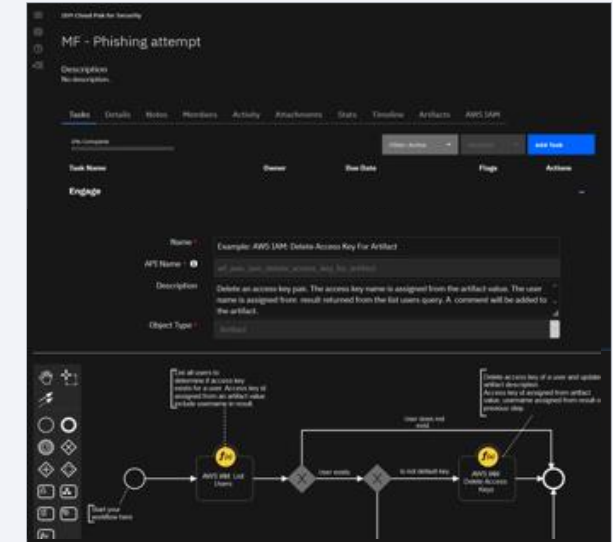 IBM Cloud Pak for Security
MF - Phishing attempt
Description
No description.
Tasks Details Notes Members Activity Attachments Stats Timeline Artifacts AWS IAM
0% Complete
Filter: Active
Add Task
Task Name Owner Due Date Flags Actions
Engage
Name * Example: AWS IAM: Delete Access Key For Artifact
API Name *
Description
Delete an access key pair. The access key name is assigned from the artifact value. The user
name is assigned from result returned from the list users query. A comment will be added to
the artifact.
Object Type * Artifact
List all users to
determine if access key
exists for a user. Access key id
assigned from an artifact value
include username in result
Delete access key of a user and update
artifact description
Access key id assigned from artifact
value. username assigned from result o
previous step.
User does not
exist
f(x)
AWS IAM: List
Users
X
User exists
X
is not default key
f(x)
AWS IAM:
Delete Access
Keys
Start your
workflow here